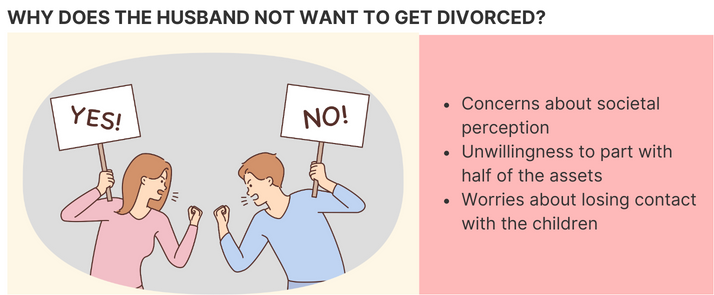 WHY DOES THE HUSBAND NOT WANT TO GET DIVORCED?
YES!
NO!
• Concerns about societal
perception
• Unwillingness to part with
half of the assets
• Worries about losing contact
with the children